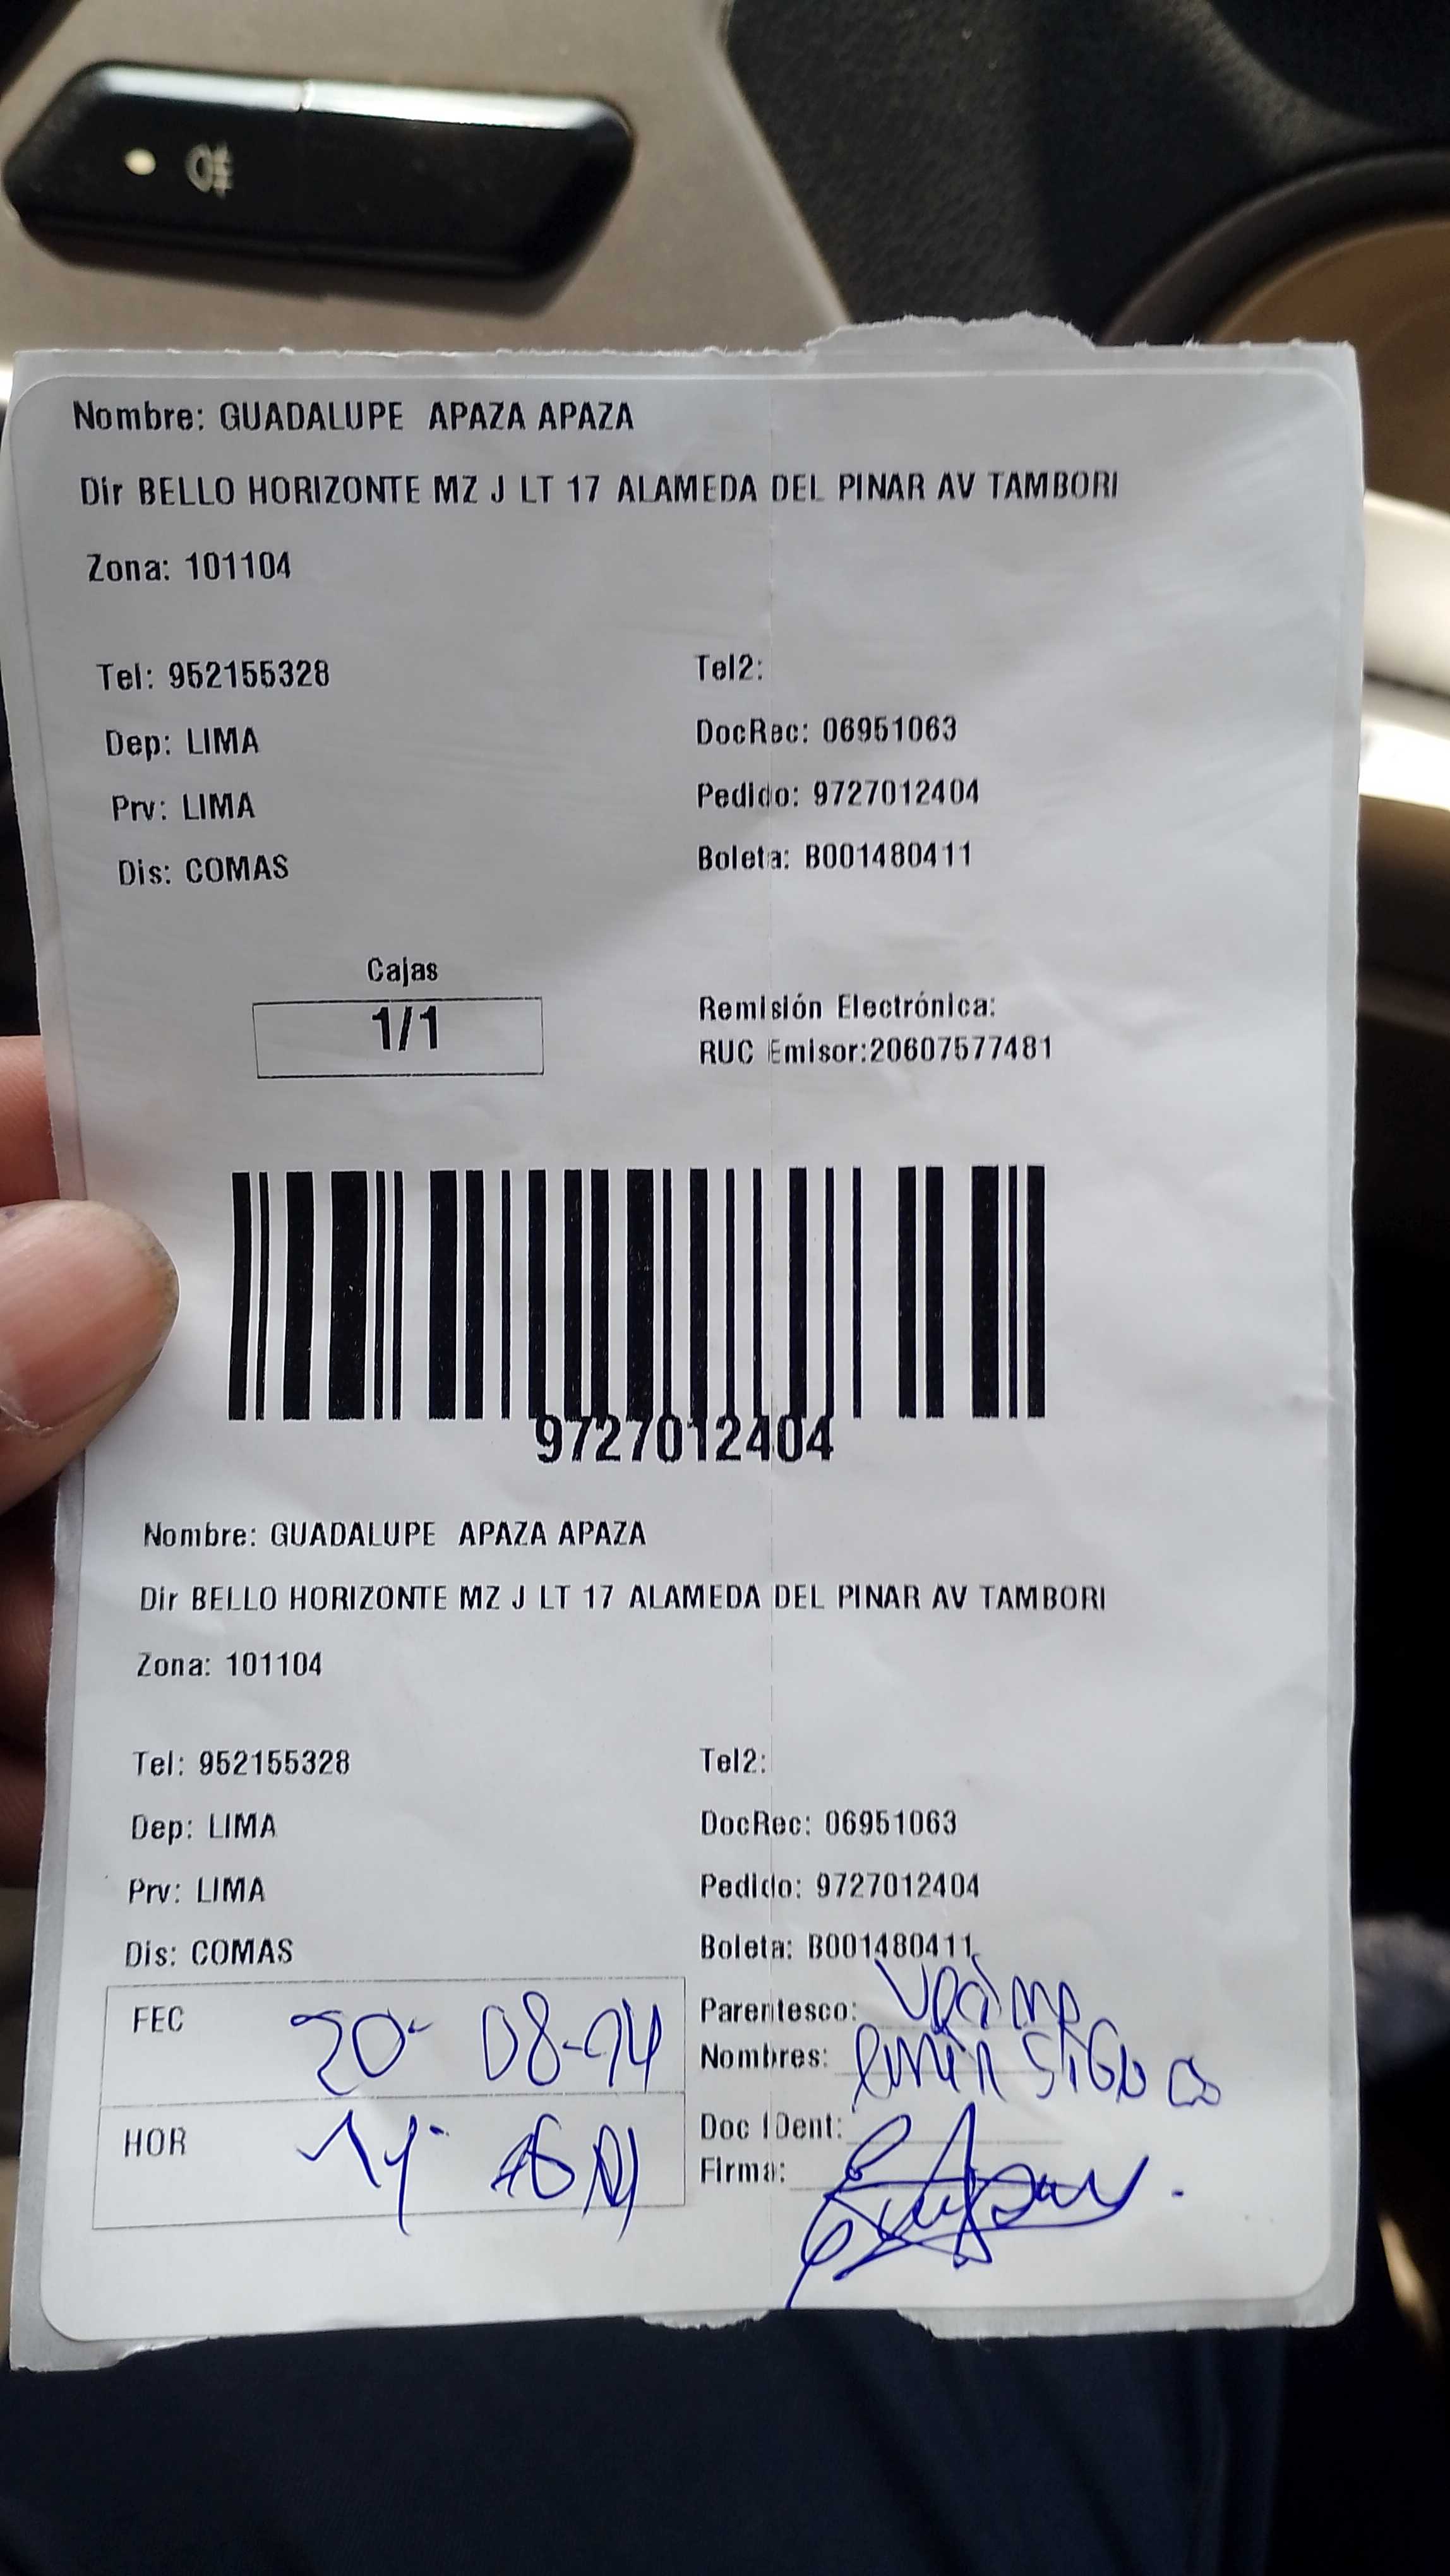 Nombre: GUADALUPE APAZA APAZA
Dir BELLO HORIZONTE MZ J LT 17 ALAMEDA DEL PINAR AV TAMBORI
Zona: 101104
Tel: 952155328 Tel2:
Dep: LIMA DocRec: 06951063
Prv: LIMA Pedido: 9727012404
Dis: COMAS Boleta: B001480411
Cajas
1/1
Remisión Electrónica:
RUC Emisor:20607577481
9727012404
Nombre: GUADALUPE APAZA APAZA
Dir BELLO HORIZONTE MZ J LT 17 ALAMEDA DEL PINAR AV TAMBORI
Zona: 101104
Tel: 952155328 Tel2:
Dep: LIMA DocRec: 06951063
Prv: LIMA Pedido: 9727012404
Dis: COMAS Boleta: B001480411
FEC
Parentesco:
Nombres:
HOR
Doc IDent:
Firma: